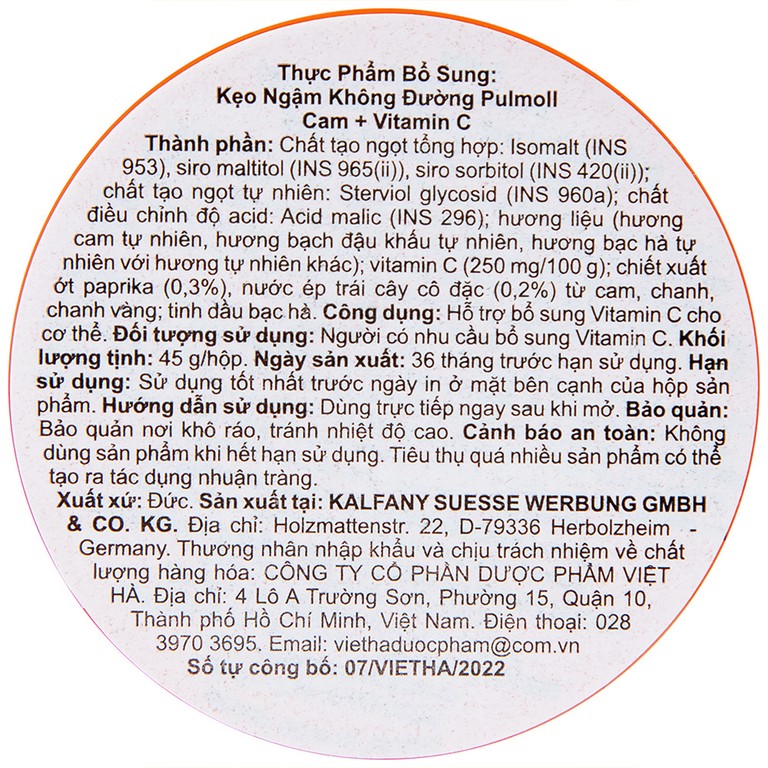 Thực Phẩm Bổ Sung:
Kẹo Ngậm Không Đường Pulmoll
Cam + Vitamin C
Thành phần: Chất tạo ngọt tổng hợp: Isomalt (INS
953), siro maltitol (INS 965(ii)), siro sorbitol (INS 420(ii));
chất tạo ngọt tự nhiên: Sterviol glycosid (INS 960a); chất
điều chỉnh độ acid: Acid malic (INS 296); hương liệu (hương
cam tự nhiên, hương bạch đậu khấu tự nhiên, hương bạc hà tự
nhiên với hương tự nhiên khác); vitamin C (250 mg/100 g); chiết xuất
ớt paprika (0,3%), nước ép trái cây cô đặc (0,2%) từ cam, chanh,
chanh vàng; tinh dầu bạc hà. Công dụng: Hỗ trợ bổ sung Vitamin C cho
cơ thể. Đối tượng sử dụng: Người có nhu cầu bổ sung Vitamin C. Khối
lượng tịnh: 45 g/hộp. Ngày sản xuất: 36 tháng trước hạn sử dụng. Hạn
sử dụng: Sử dụng tốt nhất trước ngày in ở mặt bên cạnh của hộp sản
phẩm. Hướng dẫn sử dụng: Dùng trực tiếp ngay sau khi mở. Bảo quản:
Bảo quản nơi khô ráo, tránh nhiệt độ cao. Cảnh báo an toàn: Không
dùng sản phẩm khi hết hạn sử dụng. Tiêu thụ quá nhiều sản phẩm có thể
tạo ra tác dụng nhuận tràng.
Xuất xứ: Đức. Sản xuất tại: KALFANY SUESSE WERBUNG GMBH
& CO. KG. Địa chỉ: Holzmattenstr. 22, D-79336 Herbolzheim -
Germany. Thương nhân nhập khẩu và chịu trách nhiệm về chất
lượng hàng hóa: CÔNG TY CỔ PHẦN DƯỢC PHẨM VIỆT
HÀ. Địa chỉ: 4 Lô A Trường Sơn, Phường 15, Quận 10,
Thành phố Hồ Chí Minh, Việt Nam. Điện thoại: 028
3970 3695. Email: viethaduocpham@com.vn
Số tự công bố: 07/VIETHA/2022